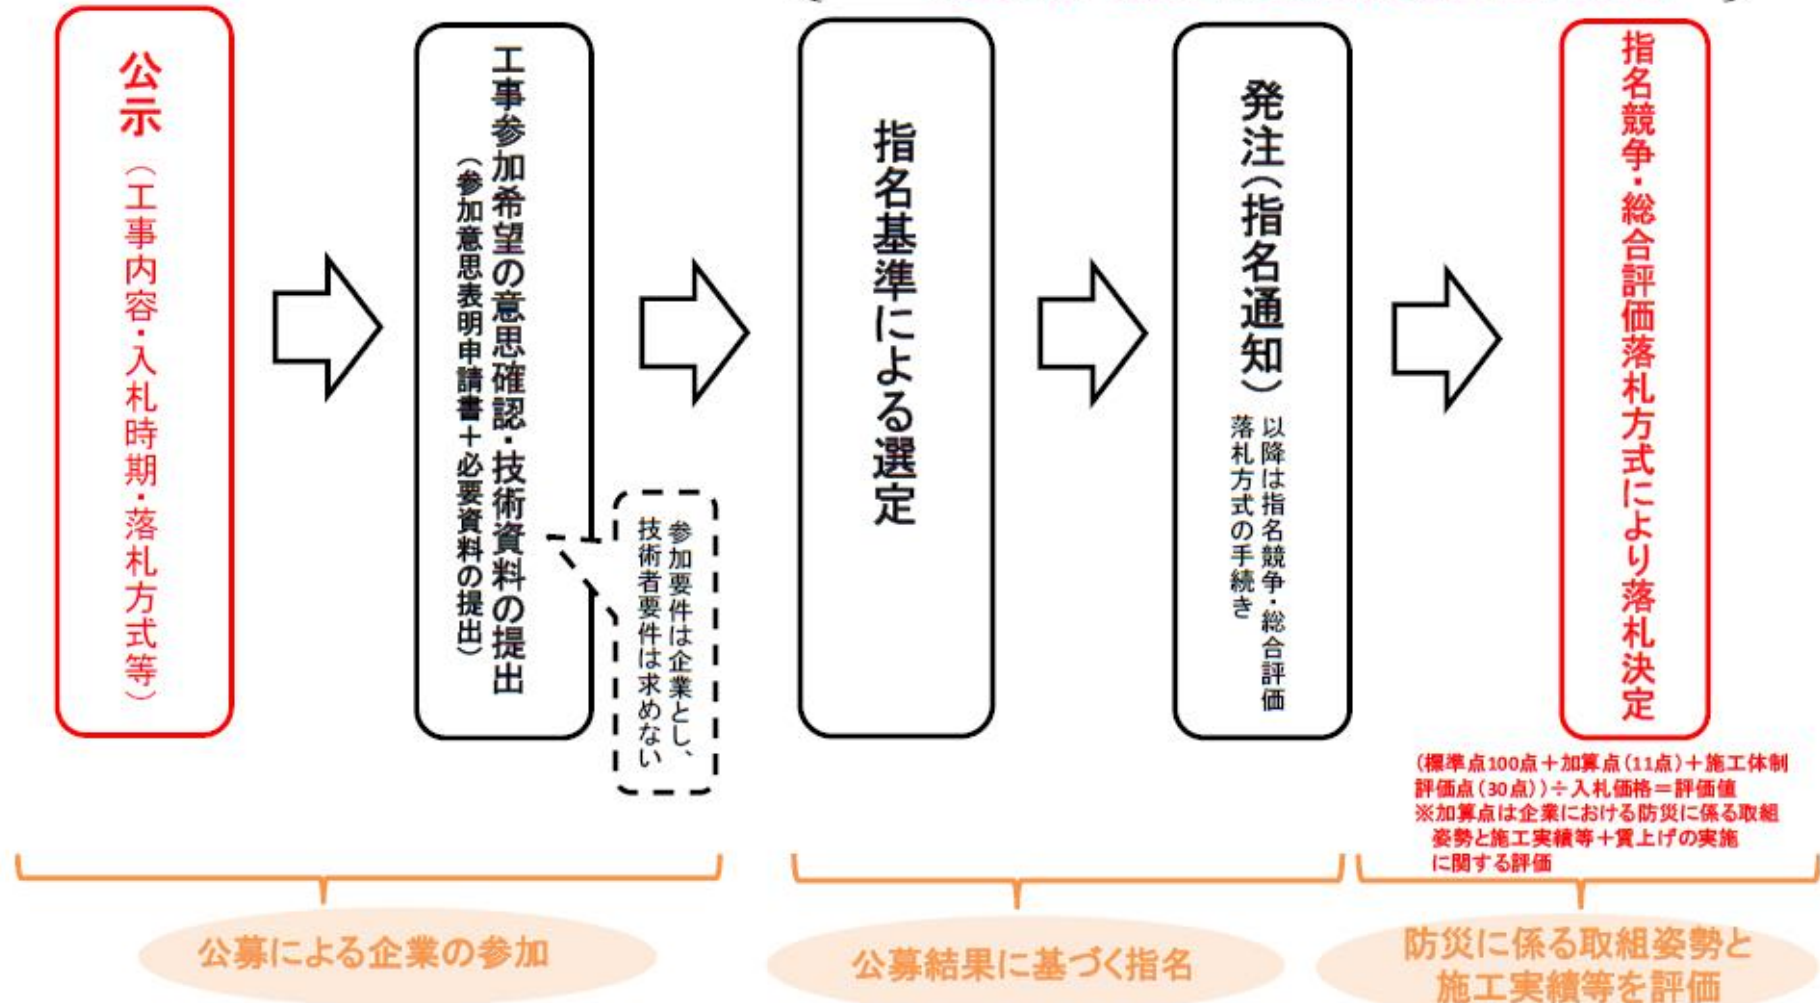 公示（工事内容・入札時期・落札方式等）
工事参加希望の意思確認・技術資料の提出
（参加意思表明申請書＋必要資料の提出）
参加要件は企業とし、
技術者要件は求めない
指名基準による選定
発注（指名通知）
以降は指名競争・総合評価
落札方式の手続き
指名競争・総合評価落札方式により落札決定
(標準点100点＋加算点(11点)＋施工体制
評価点(30点))÷入札価格＝評価値
※加算点は企業における防災に係る取組
姿勢と施工実績等＋賃上げの実施
に関する評価
公募による企業の参加
公募結果に基づく指名
防災に係る取組姿勢と
施工実績等を評価